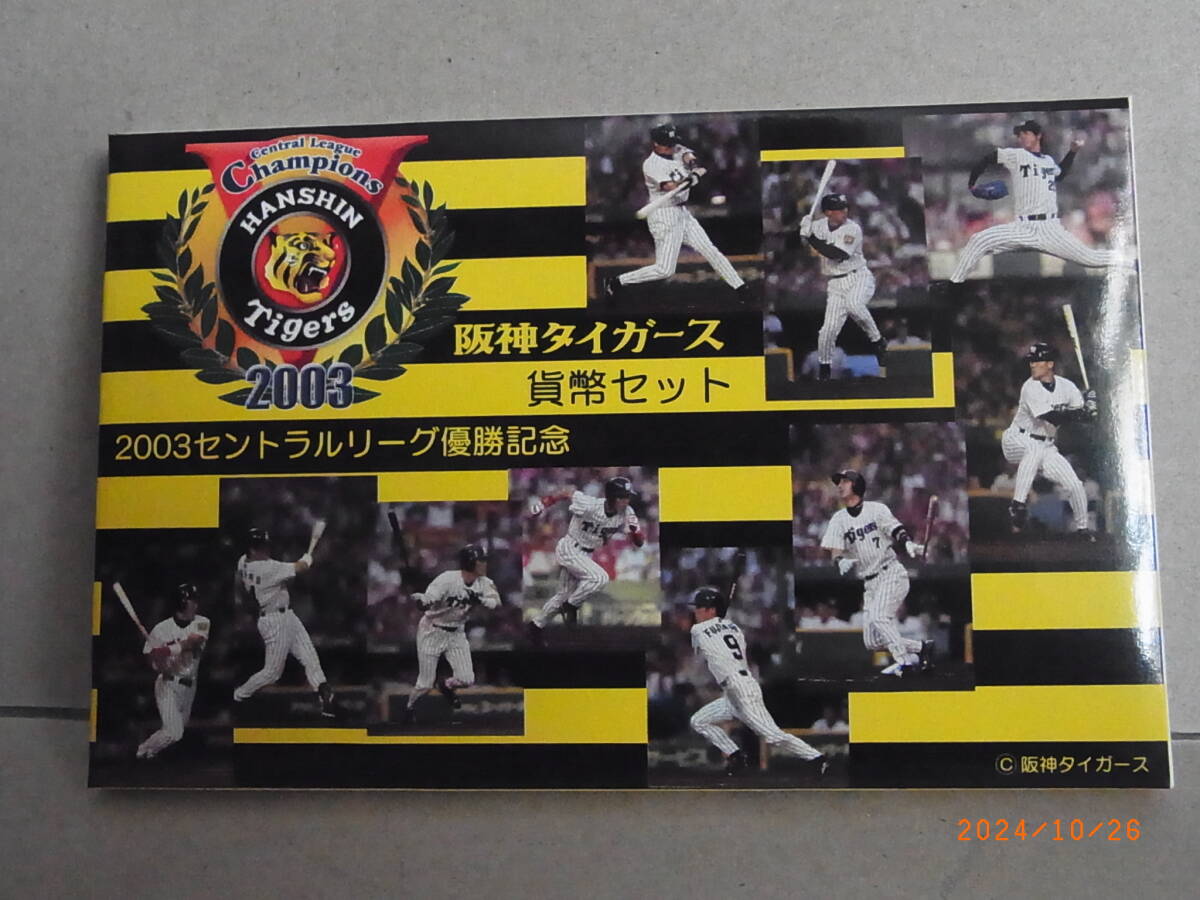 Central League
Champions
HANSHIN
Tigers
2003
阪神タイガース
貨幣セット
2003セントラルリーグ優勝記念
Tigers
Tigers
7
9
©阪神タイガース
2024/10/26